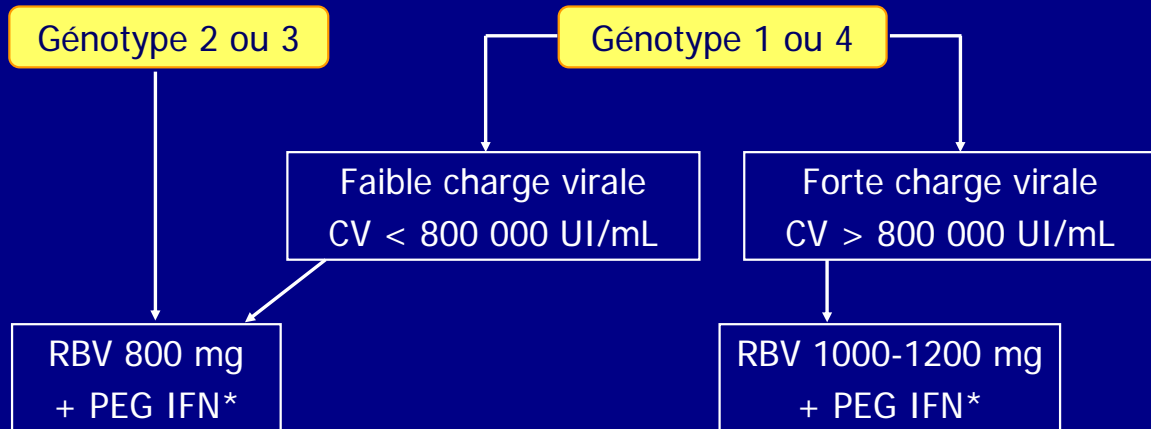 Génotype 2 ou 3
Génotype 1 ou 4
Faible charge virale
CV < 800 000 UI/mL
Forte charge virale
CV > 800 000 UI/mL
RBV 800 mg
+ PEG IFN*
RBV 1000-1200 mg
+ PEG IFN*